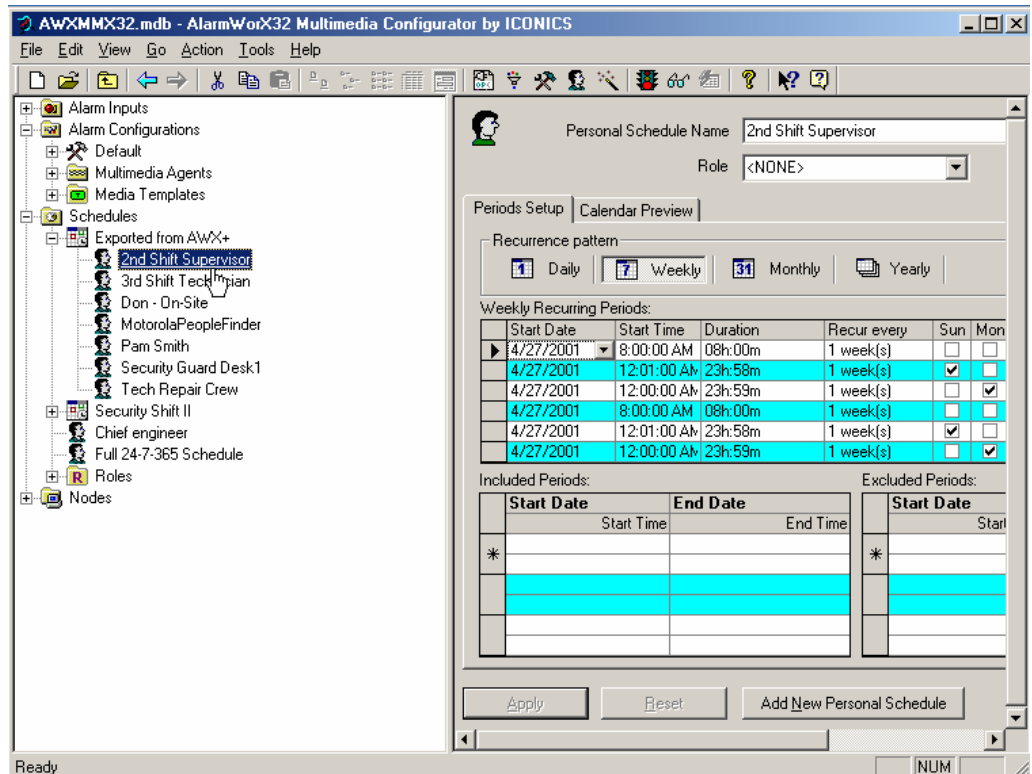 AWXMMX32.mdb - AlarmWorX32 Multimedia Configurator by ICONICS
File Edit View Go Action Tools Help
Alarm Inputs
Alarm Configurations
Default
Multimedia Agents
Media Templates
Schedules
Exported from AWX+
2nd Shift Supervisor
3rd Shift Tech
Don - On-Site
MotorolaPeopleFinder
Pam Smith
Security Guard Desk1
Tech Repair Crew
Security Shift II
Chief engineer
Full 24-7-365 Schedule
R Roles
Nodes
Personal Schedule Name 2nd Shift Supervisor
Role <NONE>
Periods Setup Calendar Preview
Recurrence pattern
1 Daily 7 Weekly 31 Monthly Yearly
Weekly Recurring Periods:
Start Date Start Time Duration Recur every Sun Mon
4/27/2001 8:00:00 AM 08h:00m 1 week(s)
4/27/2001 12:01:00 AM 23h:58m 1 week(s)
4/27/2001 12:00:00 AM 23h:59m 1 week(s)
4/27/2001 8:00:00 AM 08h:00m 1 week(s)
4/27/2001 12:01:00 AM 23h:58m 1 week(s)
4/27/2001 12:00:00 AM 23h:59m 1 week(s)
Included Periods: Excluded Periods:
Start Date End Date Start Date
Start Time End Time Start
Apply Reset Add New Personal Schedule
Ready NUM